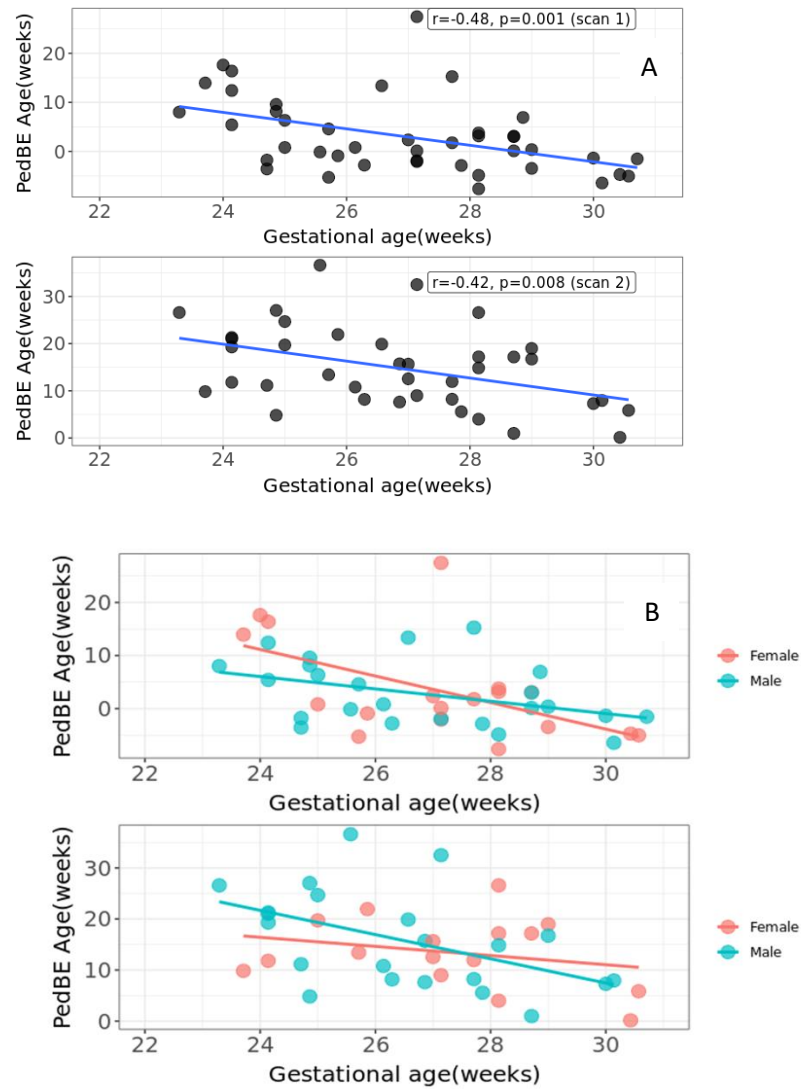 r=-0.48, p=0.001 (scan 1)
A
PedBE Age(weeks)
20
10
0
22 24 26 28 30
Gestational age(weeks)
r=-0.42, p=0.008 (scan 2)
PedBE Age(weeks)
30
20
10
0
22 24 26 28 30
Gestational age(weeks)
B
PedBE Age(weeks)
20
10
0
22 24 26 28 30
Gestational age(weeks)
Female
Male
PedBE Age(weeks)
30
20
10
0
22 24 26 28 30
Gestational age(weeks)
Female
Male